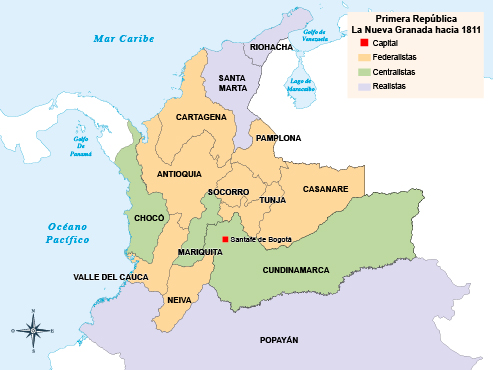 Primera República
La Nueva Granada hacia 1811
Capital
Federalistas
Centralistas
Realistas
Mar Caribe
Golfo de
Venezuela
RIOHACHA
Lago de
Maracaibo
SANTA
MARTA
CARTAGENA
PAMPLONA
Golfo
De
Panamá
ANTIOQUIA
SOCORRO
CASANARE
TUNJA
CHOCÓ
Océano
Pacífico
Santafé de Bogotá
MARIQUITA
CUNDINAMARCA
VALLE DEL CAUCA
NEIVA
POPAYÁN
N
O
E
S